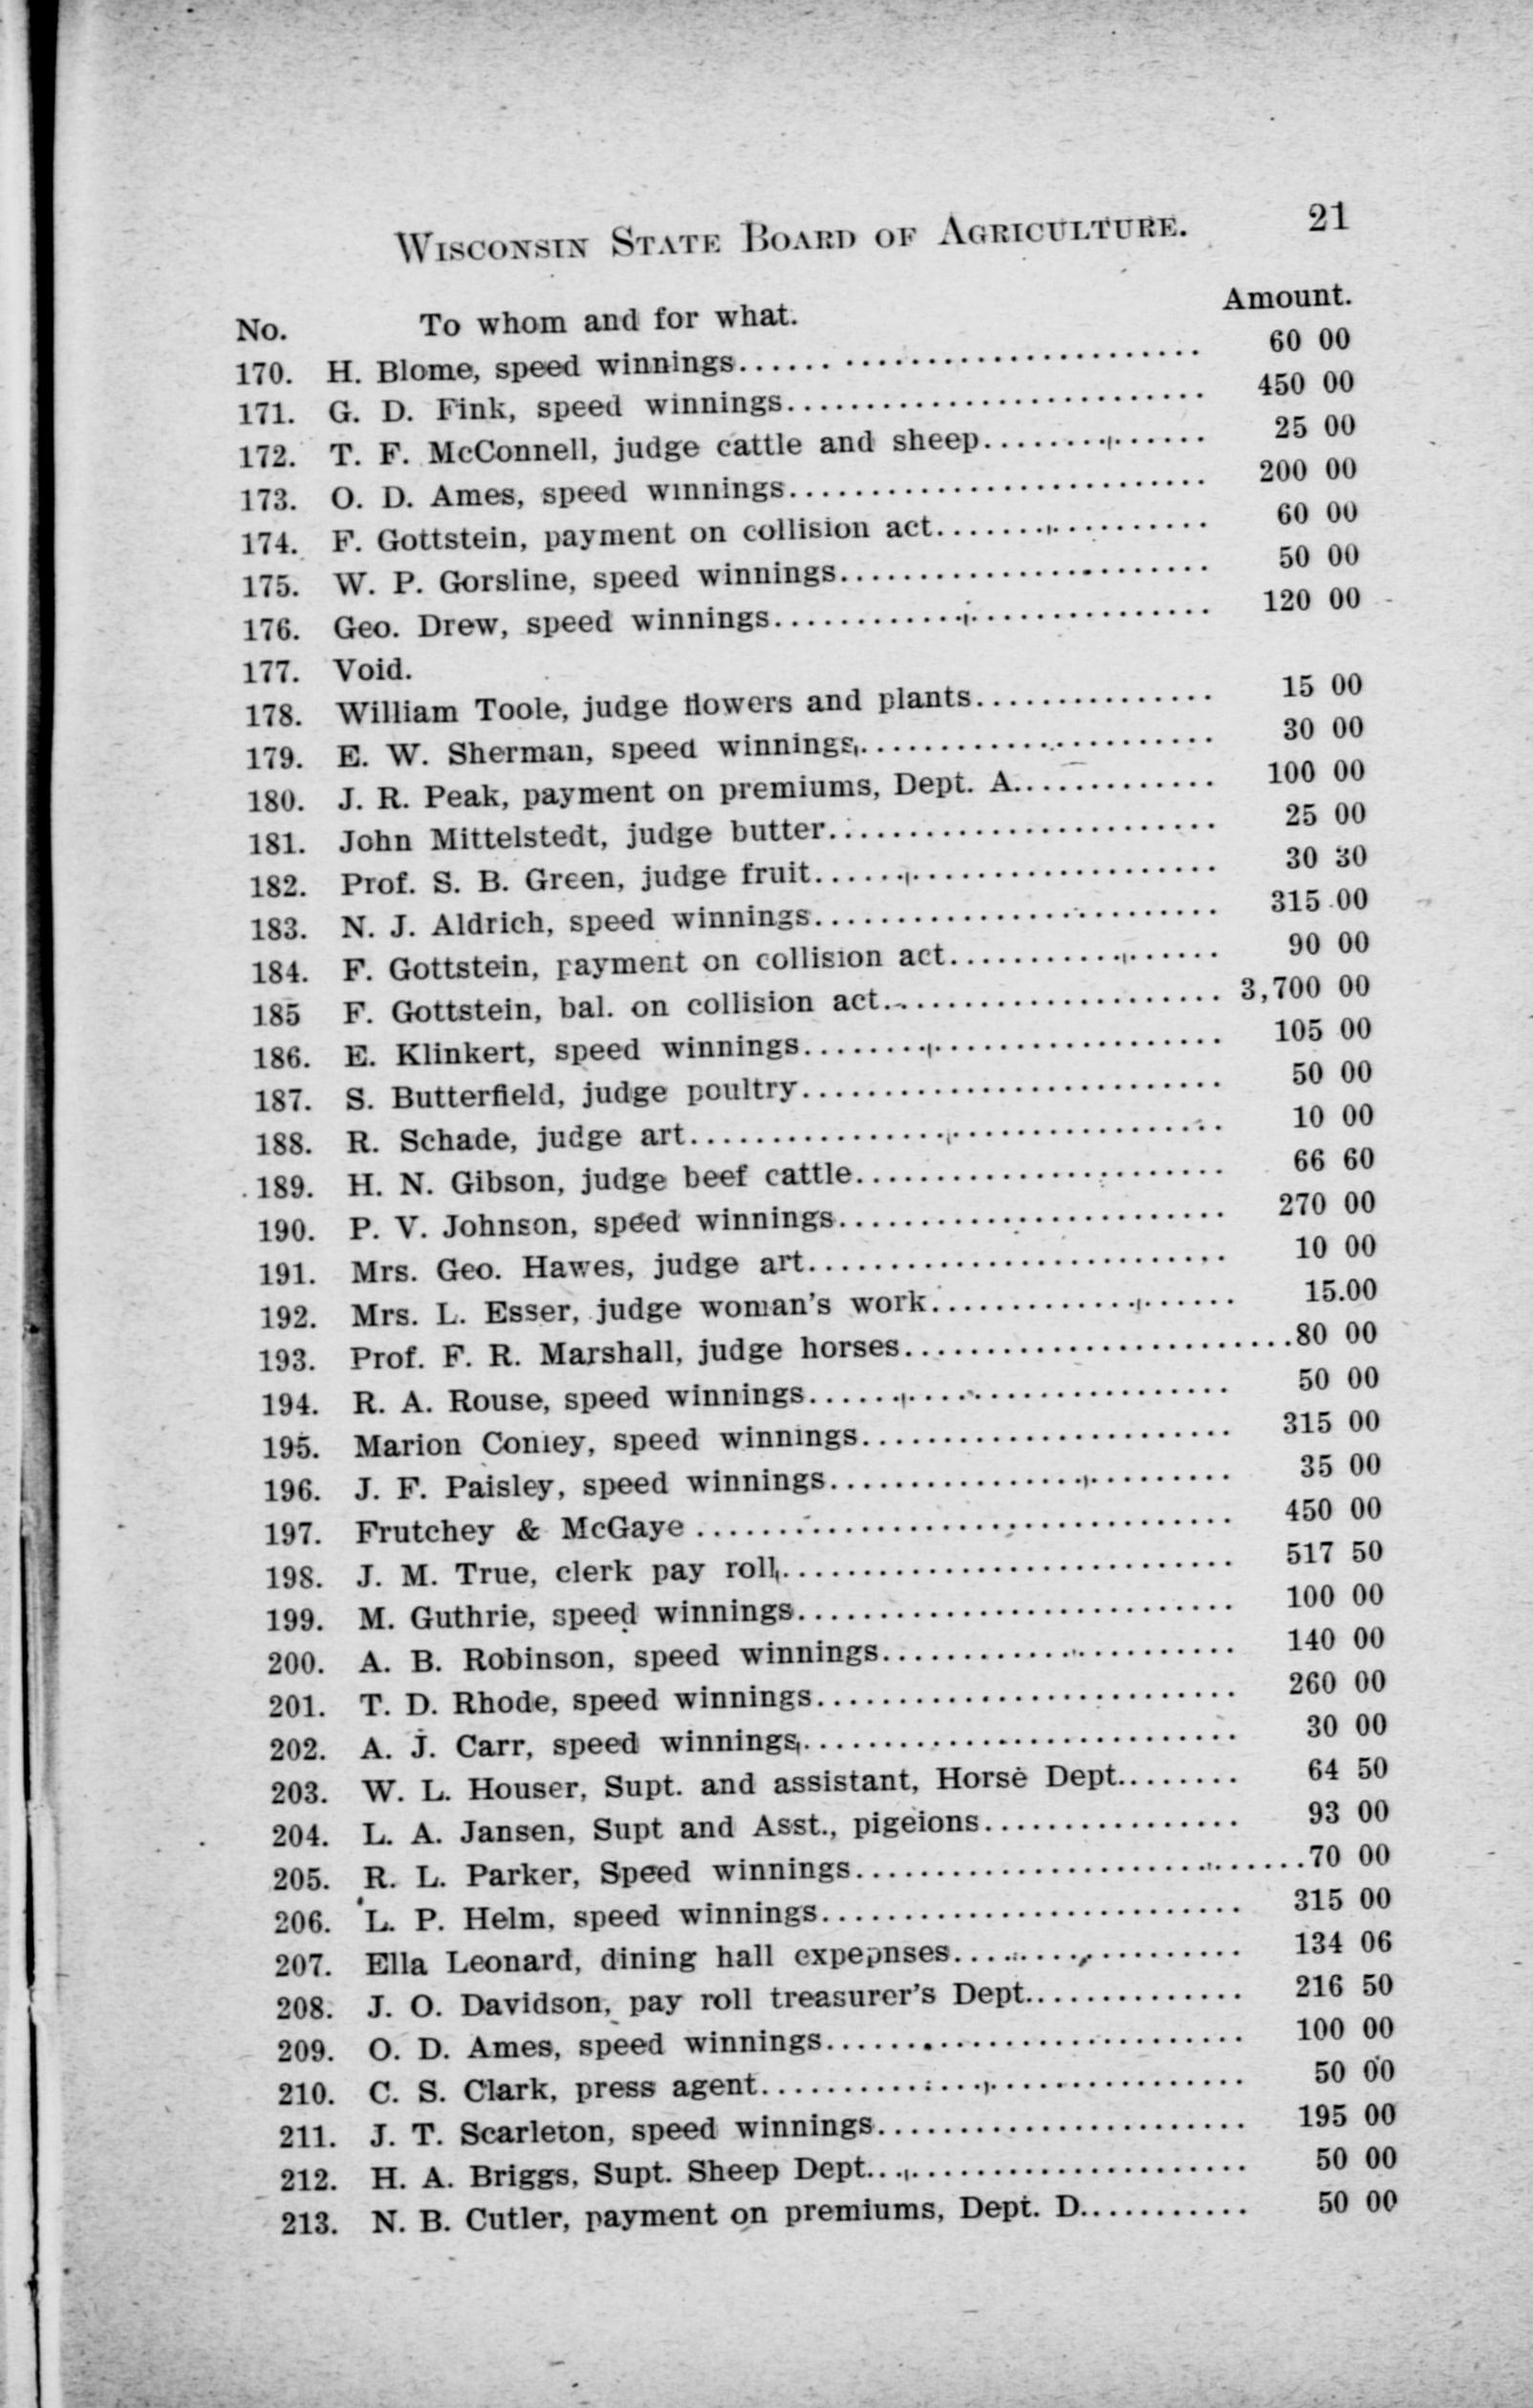 WISCONSIN STATE BOARD OF AGRICULTURE. 21
No. To whom and for what. Amount.
170. H. Blome, speed winnings............................ 60 00
171. G. D. Fink, speed winnings.......................... 450 00
172. T. F. McConnell, judge cattle and sheep.............. 25 00
173. O. D. Ames, speed winnings.......................... 200 00
174. F. Gottstein, payment on collision act................. 60 00
175. W. P. Gorsline, speed winnings....................... 50 00
176. Geo. Drew, speed winnings........................... 120 00
177. Void.
178. William Toole, judge flowers and plants............... 15 00
179. E. W. Sherman, speed winnings....................... 30 00
180. J. R. Peak, payment on premiums, Dept. A............. 100 00
181. John Mittelstedt, judge butter........................ 25 00
182. Prof. S. B. Green, judge fruit......................... 30 30
183. N. J. Aldrich, speed winnings......................... 315 00
184. F. Gottstein, payment on collision act................. 90 00
185 F. Gottstein, bal. on collision act..................... 3,700 00
186. E. Klinkert, speed winnings.......................... 105 00
187. S. Butterfield, judge poultry.......................... 50 00
188. R. Schade, judge art................................. 10 00
189. H. N. Gibson, judge beef cattle....................... 66 60
190. P. V. Johnson, speed winnings........................ 270 00
191. Mrs. Geo. Hawes, judge art.......................... 10 00
192. Mrs. L. Esser, judge woman's work................... 15.00
193. Prof. F. R. Marshall, judge horses........................80 00
194. R. A. Rouse, speed winnings.......................... 50 00
195. Marion Conley, speed winnings....................... 315 00
196. J. F. Paisley, speed winnings......................... 35 00
197. Frutchey & McGaye ................................. 450 00
198. J. M. True, clerk pay roll............................ 517 50
199. M. Guthrie, speed winnings........................... 100 00
200. A. B. Robinson, speed winnings...................... 140 00
201. T. D. Rhode, speed winnings.......................... 260 00
202. A. J. Carr, speed winnings........................... 30 00
203. W. L. Houser, Supt. and assistant, Horse Dept........ 64 50
204. L. A. Jansen, Supt and Asst., pigeions................ 93 00
205. R. L. Parker, Speed winnings............................70 00
206. L. P. Helm, speed winnings.......................... 315 00
207. Ella Leonard, dining hall expepnses.................. 134 06
208. J. O. Davidson, pay roll treasurer's Dept.............. 216 50
209. O. D. Ames, speed winnings.......................... 100 00
210. C. S. Clark, press agent.............................. 50 00
211. J. T. Scarleton, speed winnings....................... 195 00
212. H. A. Briggs, Supt. Sheep Dept....................... 50 00
213. N. B. Cutler, payment on premiums, Dept. D........... 50 00